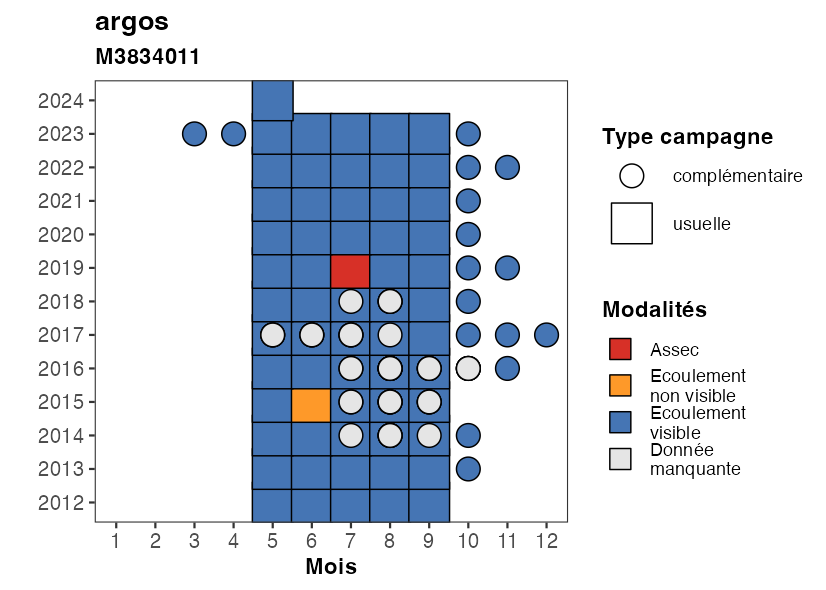 argos
M3834011
2024
2023
2022
2021
2020
2019
2018
2017
2016
2015
2014
2013
2012
1 2 3 4 5 6 7 8 9 10 11 12
Mois
Type campagne
complémentaire
usuelle
Modalités
Assec
Ecoulement
non visible
Ecoulement
visible
Donnée
manquante